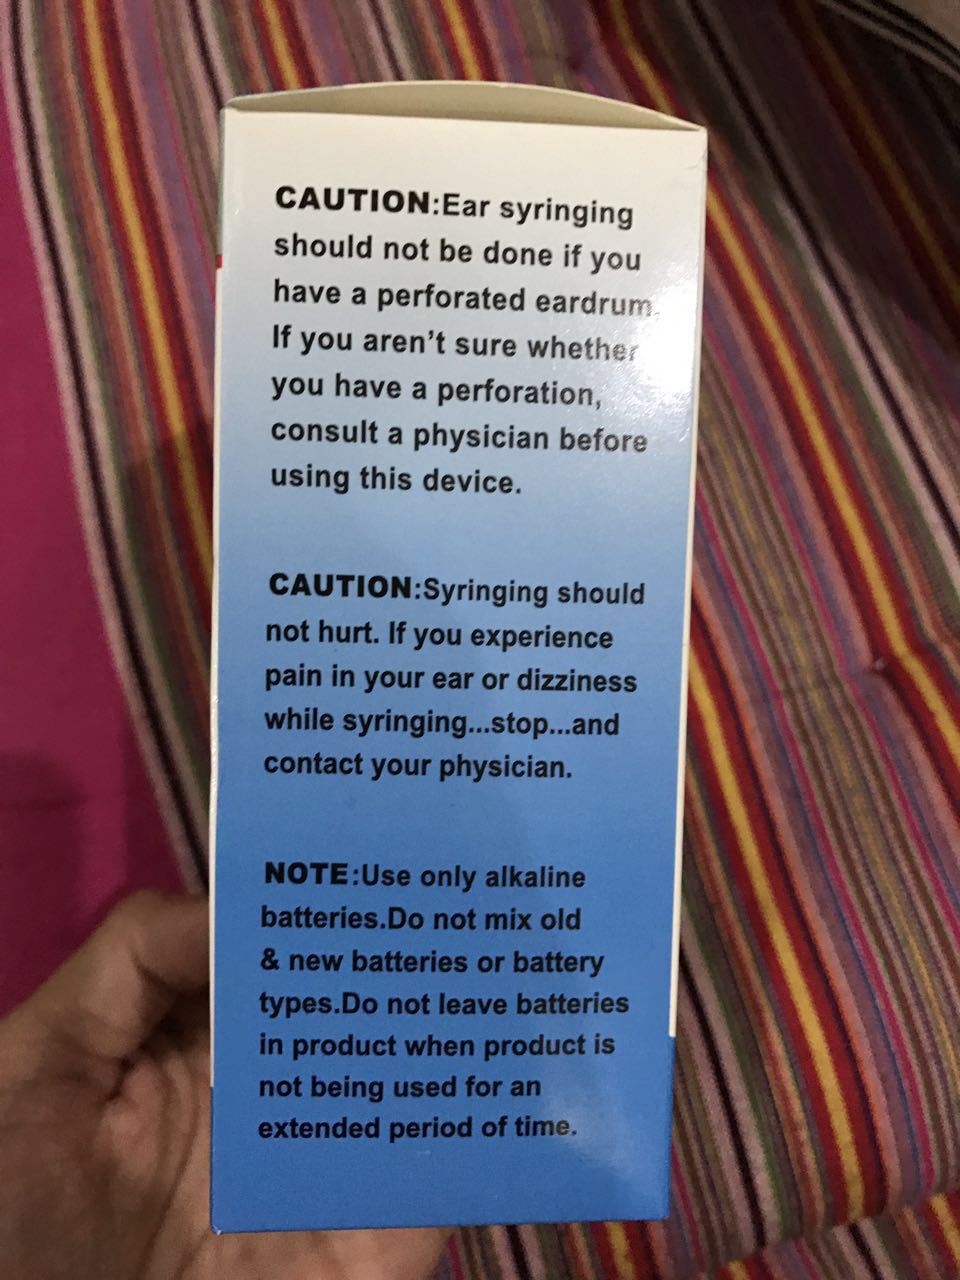 CAUTION:Ear syringing
should not be done if you
have a perforated eardrum.
If you aren't sure whether
you have a perforation,
consult a physician before
using this device.
CAUTION:Syringing should
not hurt. If you experience
pain in your ear or dizziness
while syringing...stop...and
contact your physician.
NOTE:Use only alkaline
batteries.Do not mix old
& new batteries or battery
types.Do not leave batteries
in product when product is
not being used for an
extended period of time.